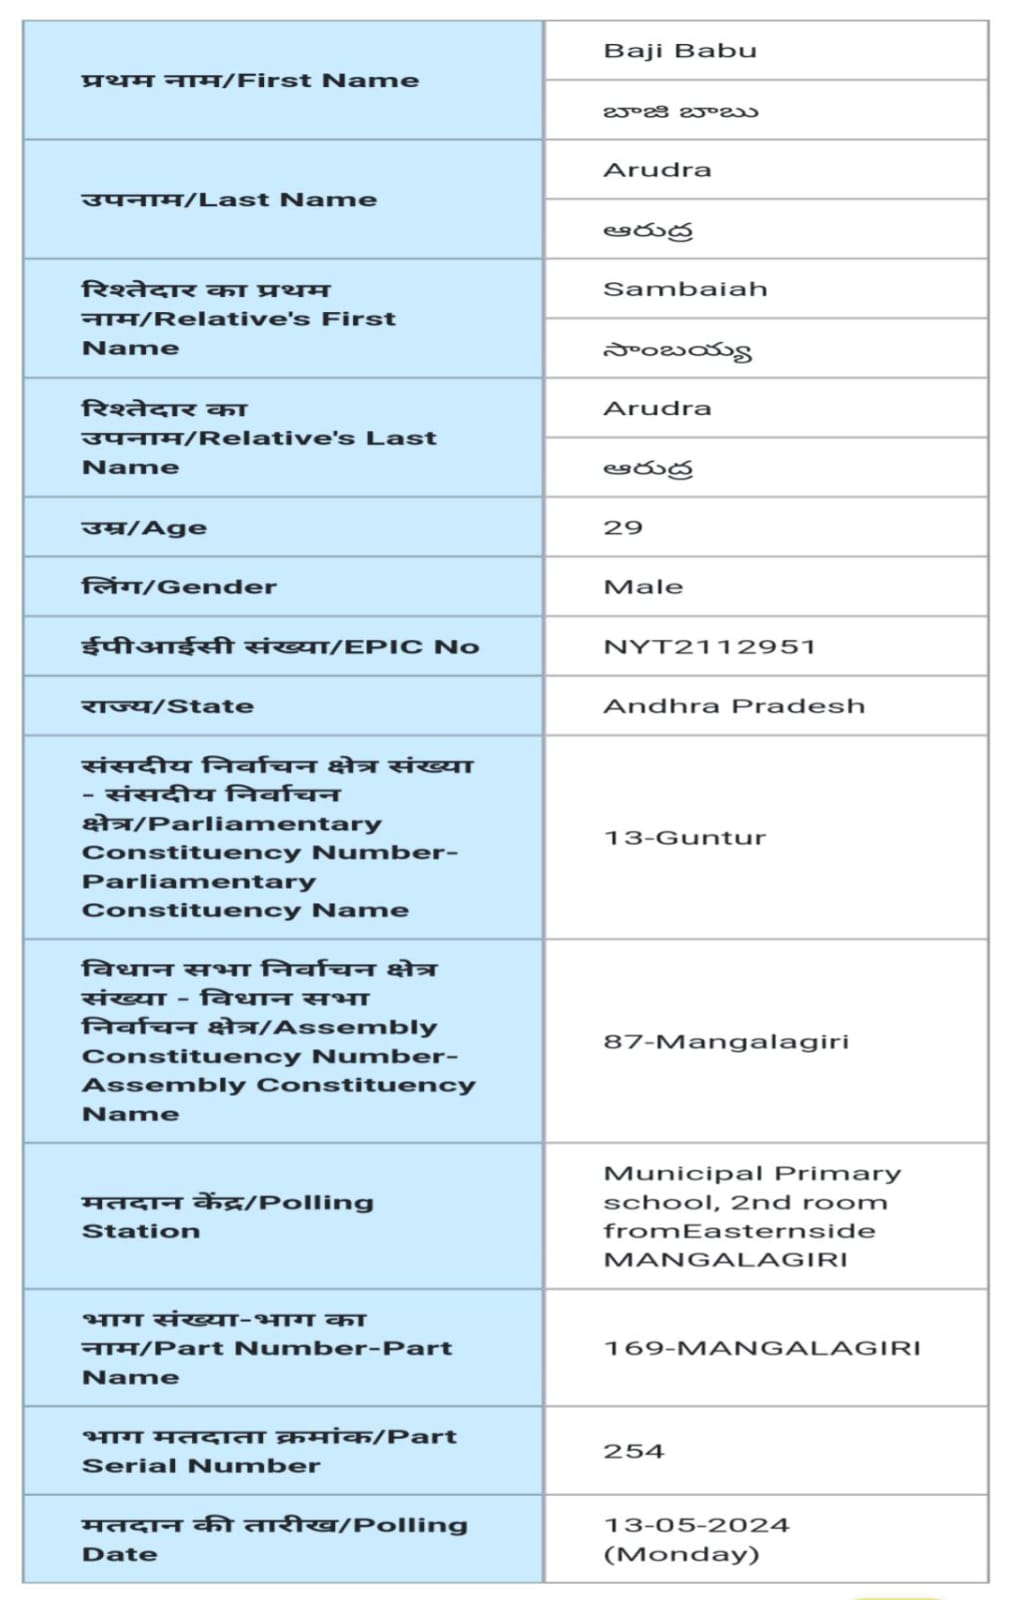 प्रथम नाम/First Name
Baji Babu
బాజి బాబు
उपनाम/Last Name
Arudra
ఆరుద్ర
रिश्तेदार का प्रथम
नाम/Relative's First
Name
Sambaiah
సాంబయ్య
रिश्तेदार का
उपनाम/Relative's Last
Name
Arudra
ఆరుద్ర
उम्र/Age
29
लिंग/Gender
Male
ईपीआईसी संख्या/EPIC No
NYT2112951
राज्य/State
Andhra Pradesh
संसदीय निर्वाचन क्षेत्र संख्या
- संसदीय निर्वाचन
क्षेत्र/Parliamentary
Constituency Number-
Parliamentary
Constituency Name
13-Guntur
विधान सभा निर्वाचन क्षेत्र
संख्या - विधान सभा
निर्वाचन क्षेत्र/Assembly
Constituency Number-
Assembly Constituency
Name
87-Mangalagiri
मतदान केंद्र/Polling
Station
Municipal Primary
school, 2nd room
fromEasternside
MANGALAGIRI
भाग संख्या-भाग का
नाम/Part Number-Part
Name
169-MANGALAGIRI
भाग मतदाता क्रमांक/Part
Serial Number
254
मतदान की तारीख/Polling
Date
13-05-2024
(Monday)